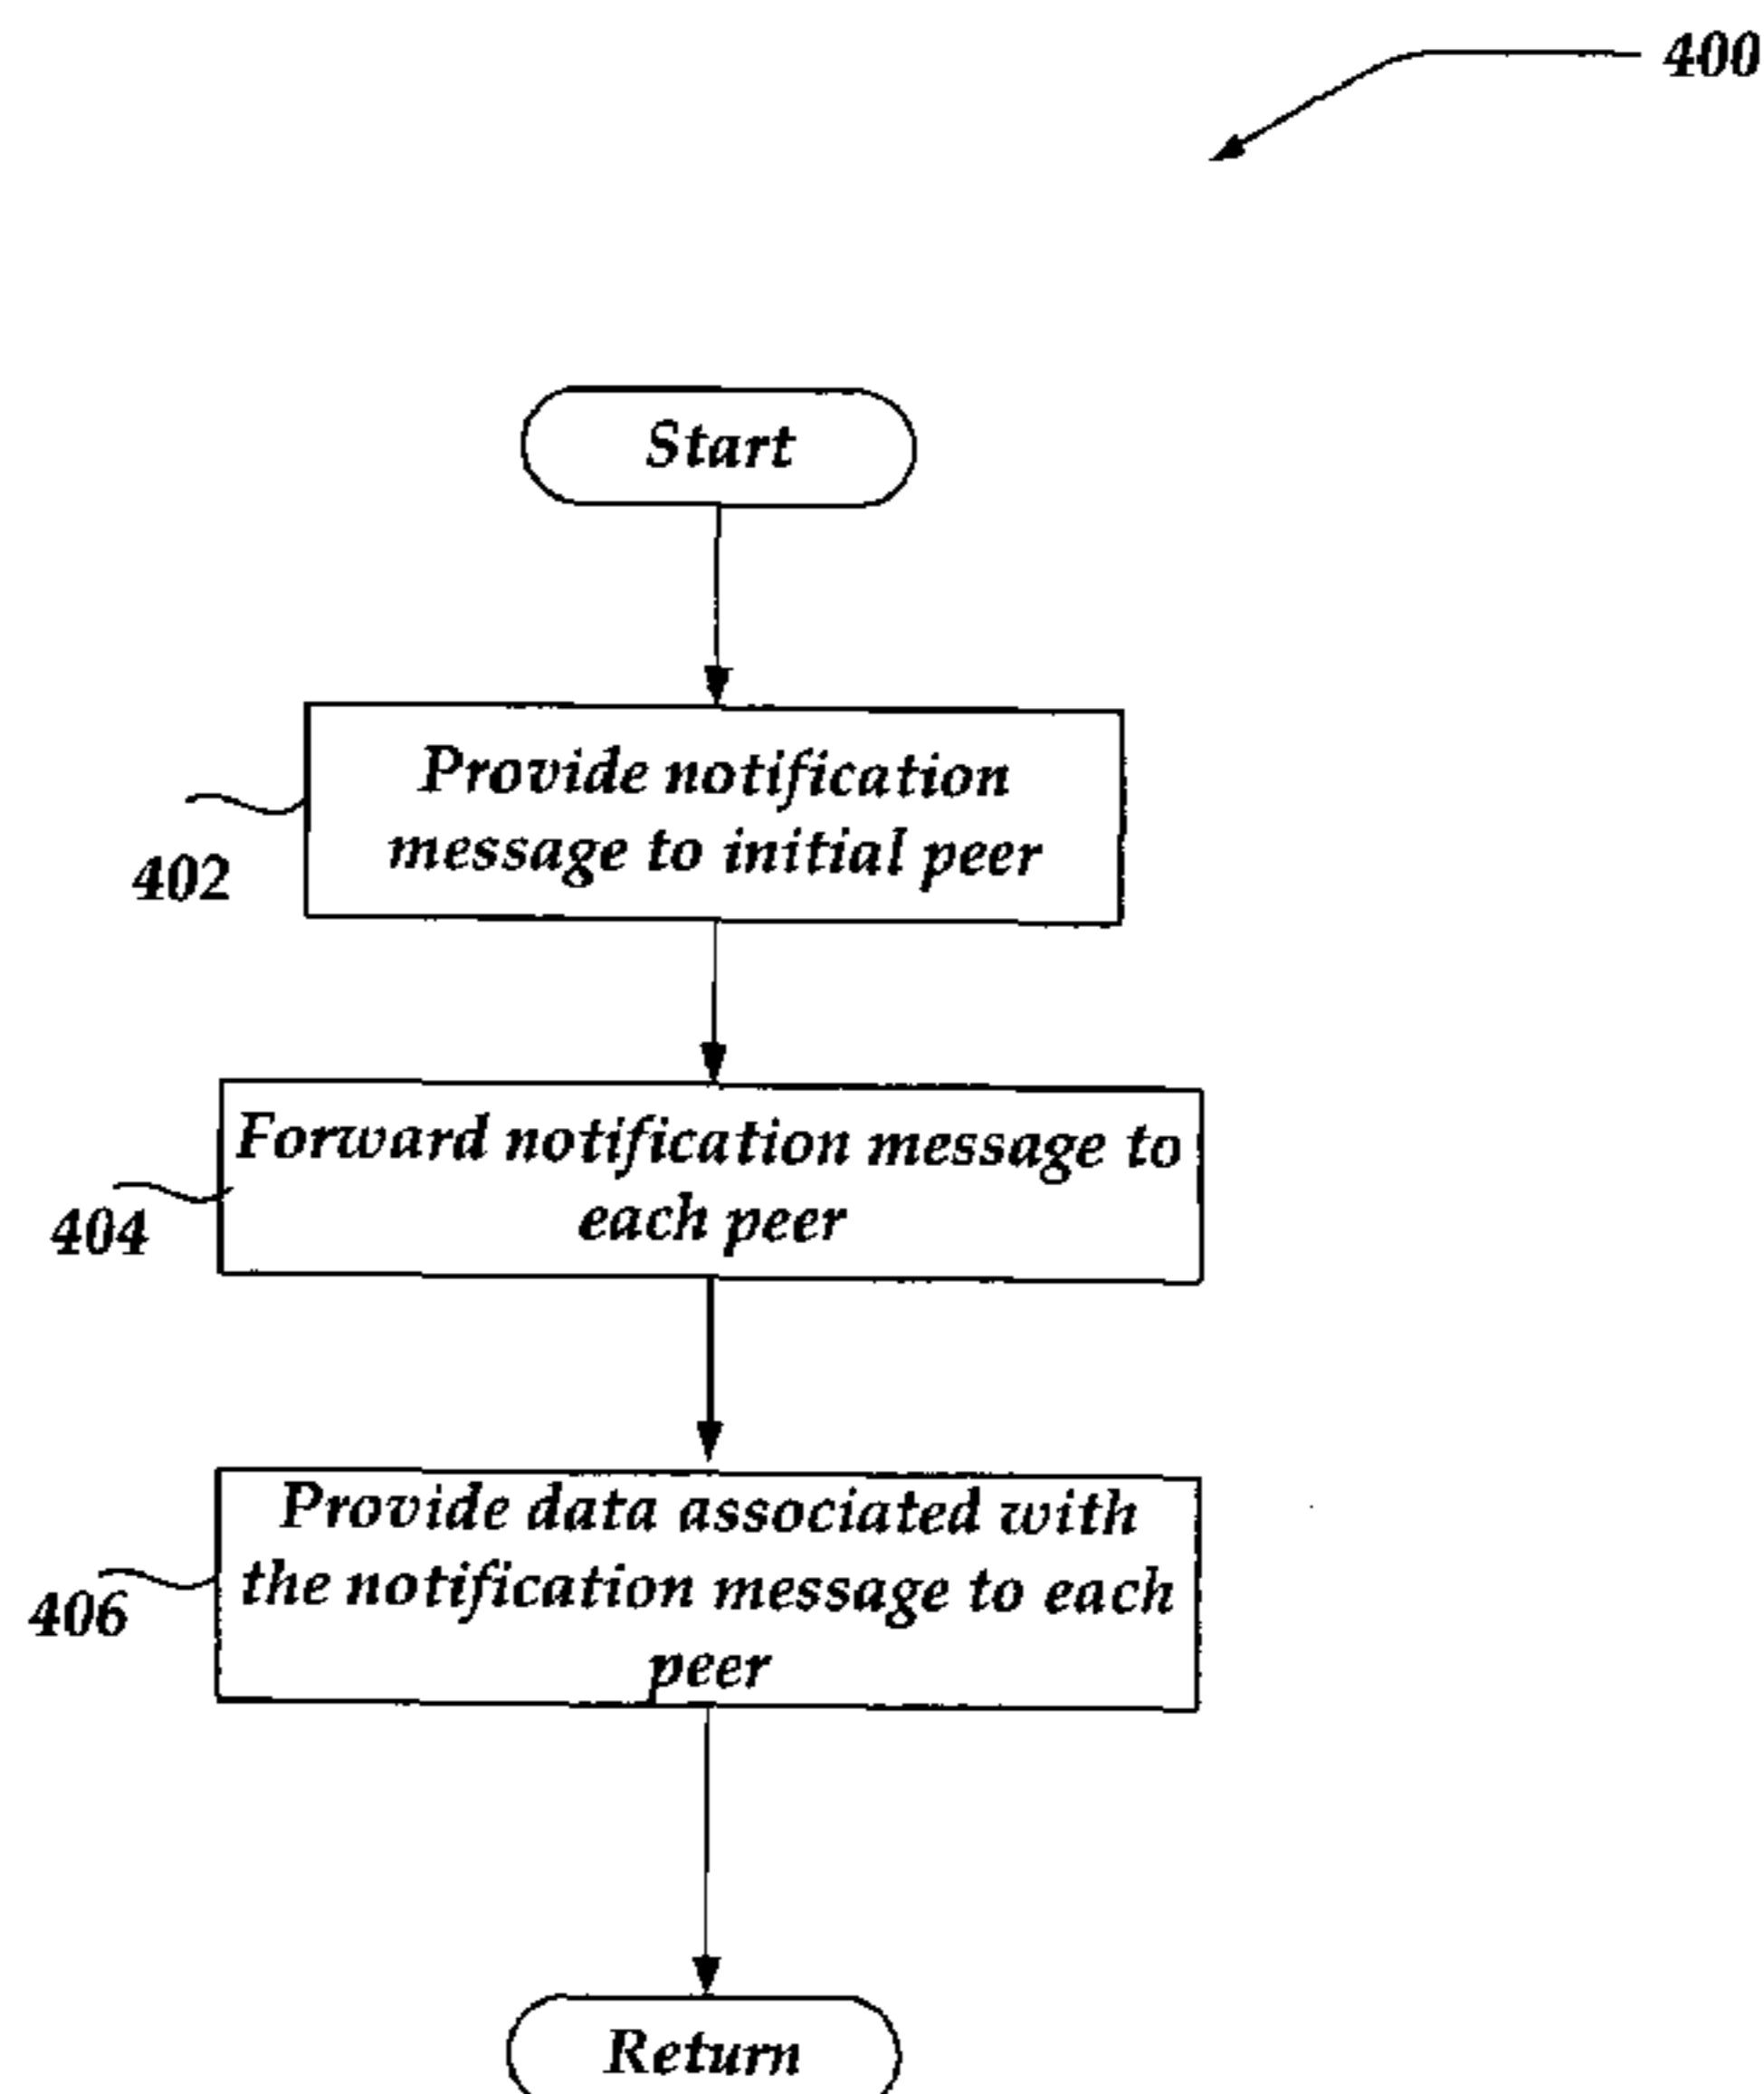 400
Start
Provide notification
message to initial peer
402
Forward notification message to
each peer
404
Provide data associated with
the notification message to each
peer
406
Return